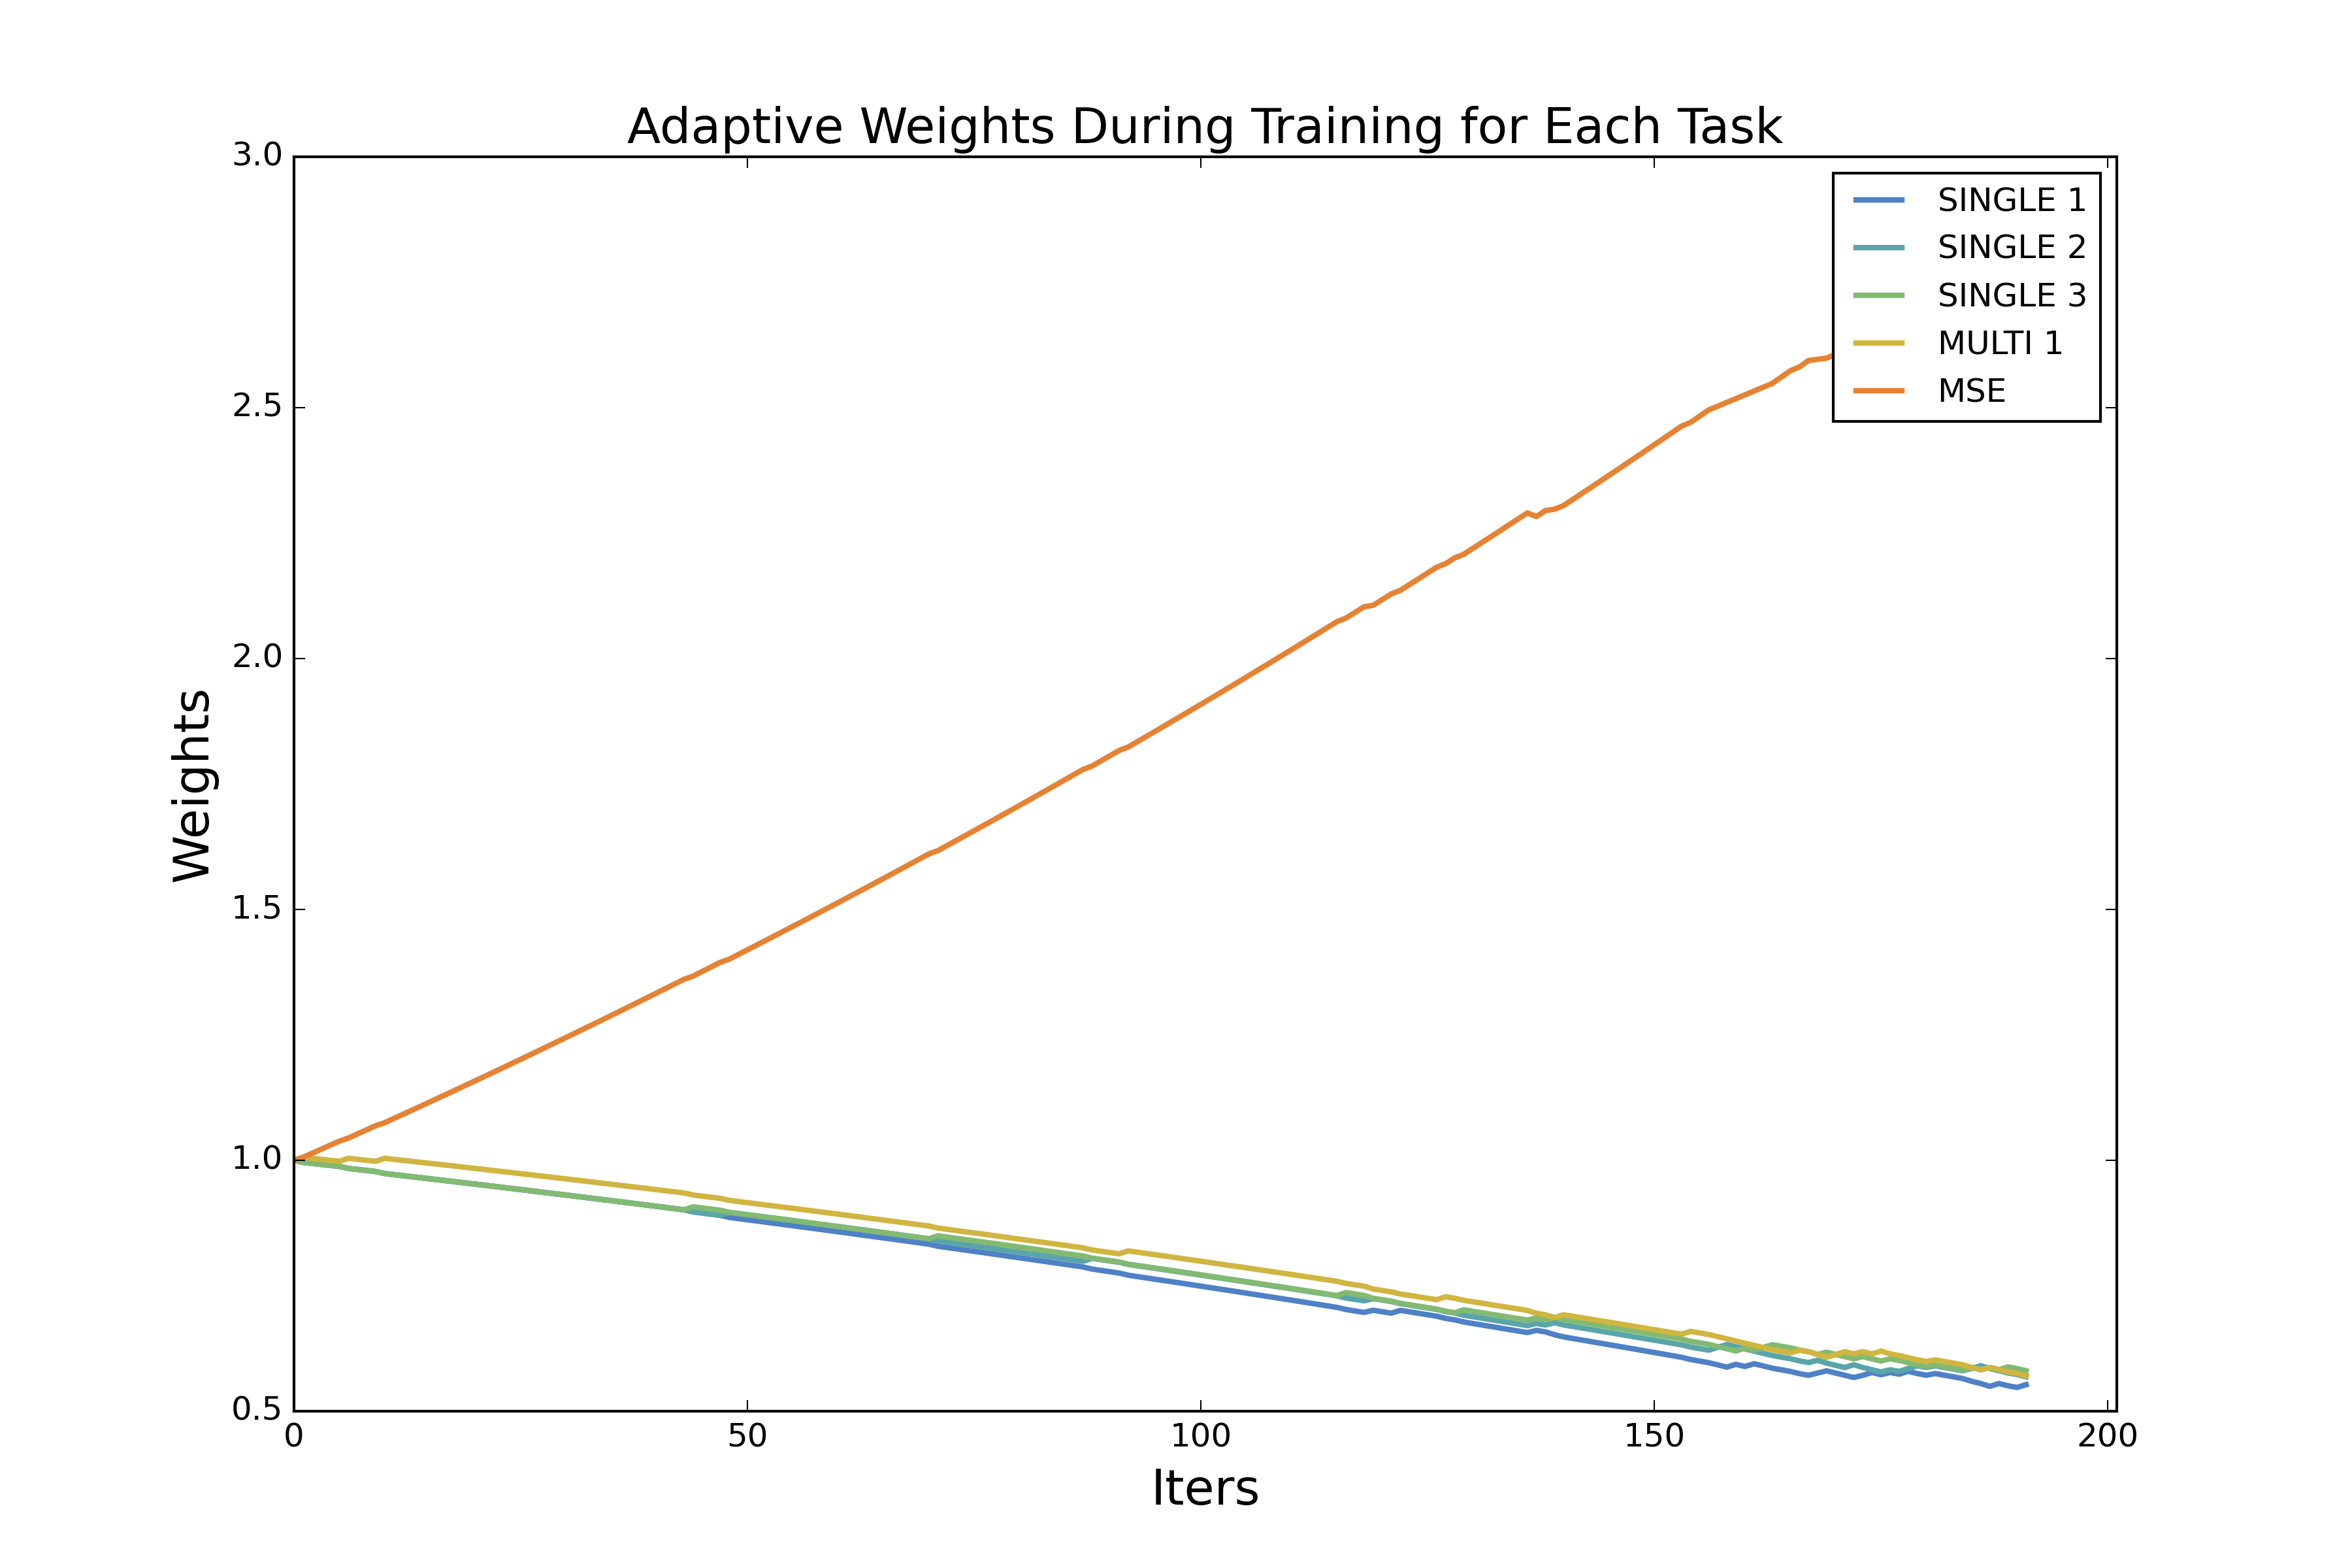 Adaptive Weights During Training for Each Task
3.0
2.5
2.0
1.5
1.0
0.5
Weights
SINGLE 1
SINGLE 2
SINGLE 3
MULTI 1
MSE
0 50 100 150 200
Iters